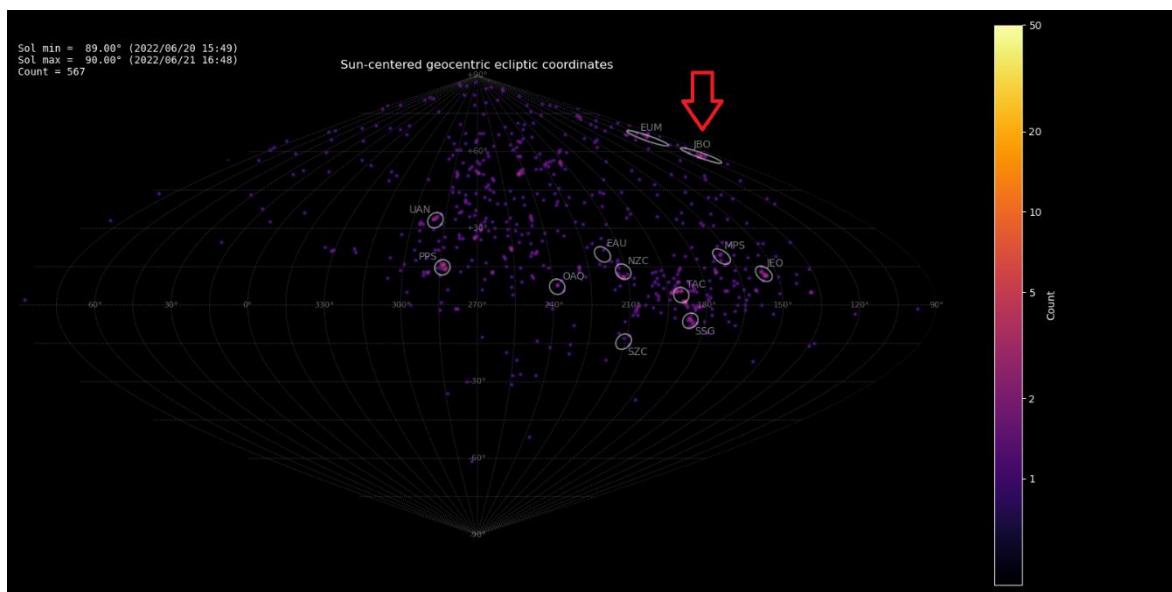 Sol min =  89.00° (2022/06/20 15:49)
Sol max =  90.00° (2022/06/21 16:48)
Count = 567
Sun-centered geocentric ecliptic coordinates
+90°
EUM
JBO
+60°
UAN
+30°
EAU
MPS
PPS
NZC
JEO
OAO
TAC
60°
30°
330°
300°
270°
240°
210°
180°
150°
120°
90°
SSG
SZC
-30°
-60°
-90°
50
20
10
5
2
1
Count